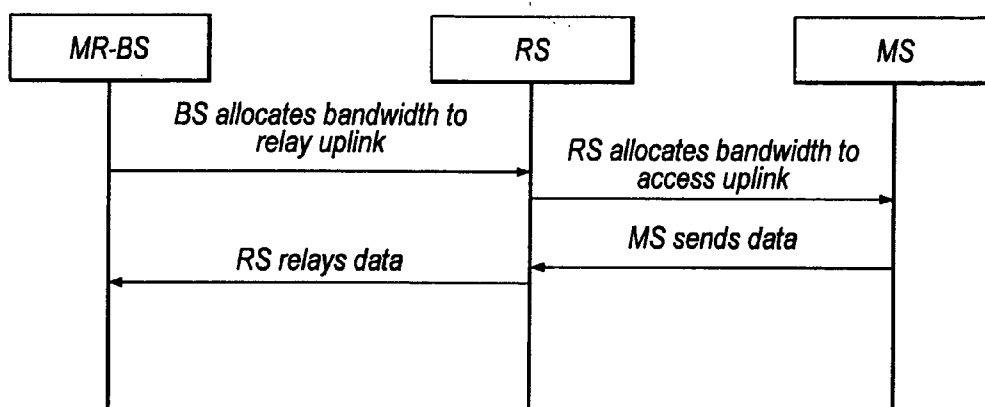 MR-BS
RS
MS
BS allocates bandwidth to
relay uplink
RS allocates bandwidth to
access uplink
MS sends data
RS relays data